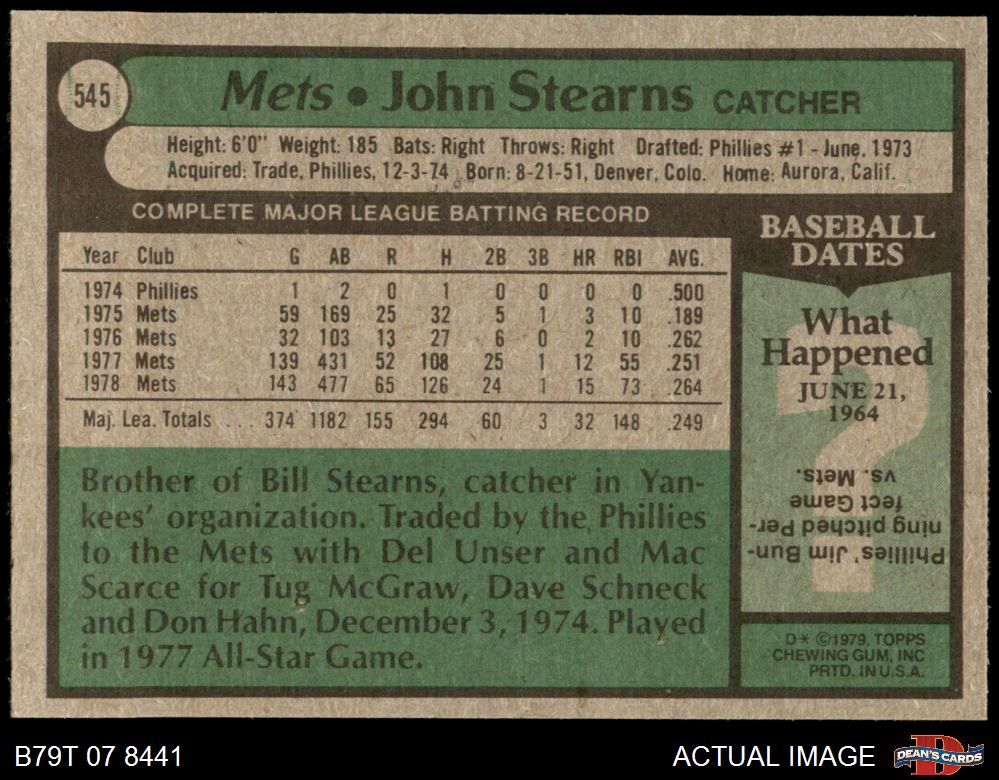 545
Mets • John Stearns CATCHER
Height: 6'0" Weight: 185 Bats: Right Throws: Right Drafted: Phillies #1 - June, 1973
Acquired: Trade, Phillies, 12-3-74 Born: 8-21-51, Denver, Colo. Home: Aurora, Calif.
COMPLETE MAJOR LEAGUE BATTING RECORD
Year Club G AB R H 2B 3B HR RBI AVG.
1974 Phillies 1 2 0 1 0 0 0 0 .500
1975 Mets 59 169 25 32 5 1 3 10 .189
1976 Mets 32 103 13 27 6 0 2 10 .262
1977 Mets 139 431 52 108 25 1 12 55 .251
1978 Mets 143 477 65 126 24 1 15 73 .264
Maj. Lea. Totals . . . 374 1182 155 294 60 3 32 148 .249
Brother of Bill Stearns, catcher in Yan-
kees' organization. Traded by the Phillies
to the Mets with Del Unser and Mac
Scarce for Tug McGraw, Dave Schneck
and Don Hahn, December 3, 1974. Played
in 1977 All-Star Game.
BASEBALL
DATES
What
Happened
JUNE 21,
1964
Phillies' Jim Bun-
ning pitched Per-
fect Game
vs. Mets.
D* ©1979, TOPPS
CHEWING GUM, INC
PRTD. IN U.S.A.
B79T 07 8441
ACTUAL IMAGE
DEAN'S CARDS